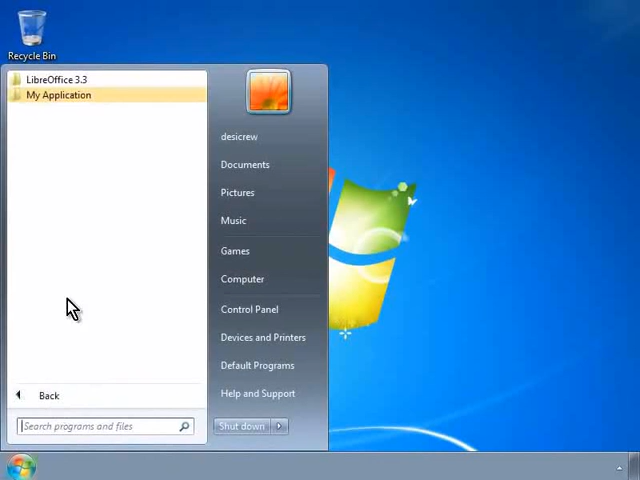 Recycle Bin
LibreOffice 3.3
My Application
Back
Search programs and files
desicrew
Documents
Pictures
Music
Games
Computer
Control Panel
Devices and Printers
Default Programs
Help and Support
Shut down